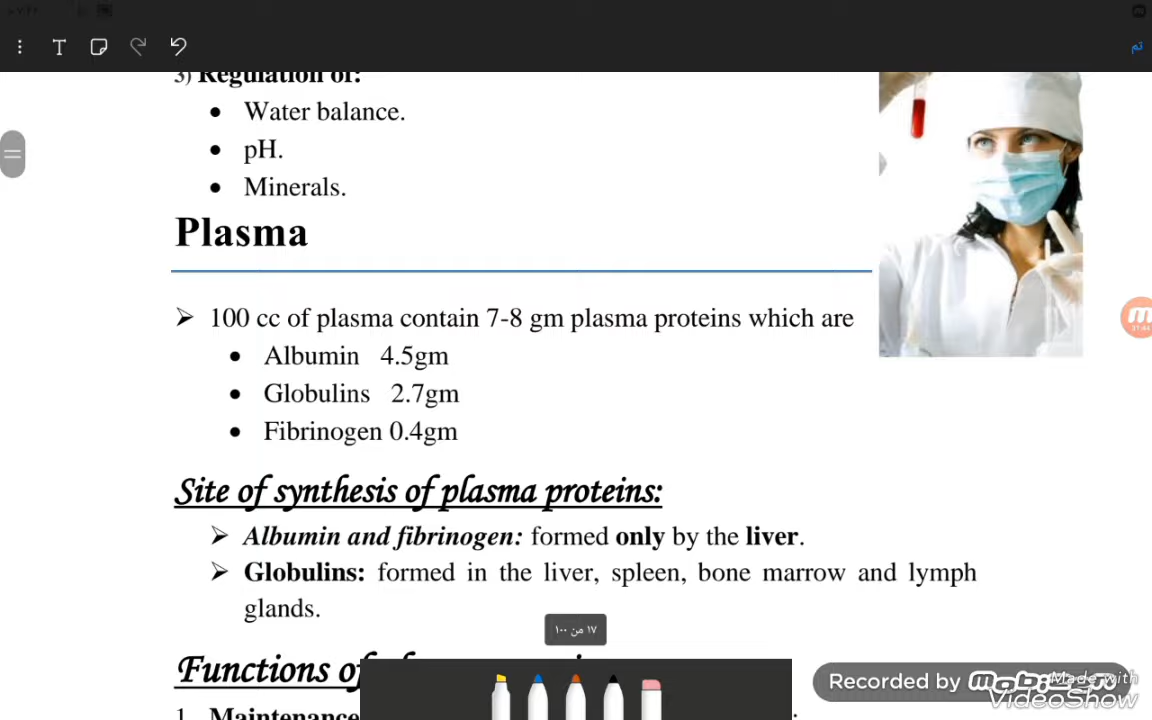 تم
3) Regulation of:
• Water balance.
• pH.
• Minerals.
Plasma
➢ 100 cc of plasma contain 7-8 gm plasma proteins which are
• Albumin 4.5gm
• Globulins 2.7gm
• Fibrinogen 0.4gm
Site of synthesis of plasma proteins:
➢ Albumin and fibrinogen: formed only by the liver.
➢ Globulins: formed in the liver, spleen, bone marrow and lymph
glands.
١٧ من ١٠٠
Functions of
1. Maintenance
Recorded by
Made with
VideoShow